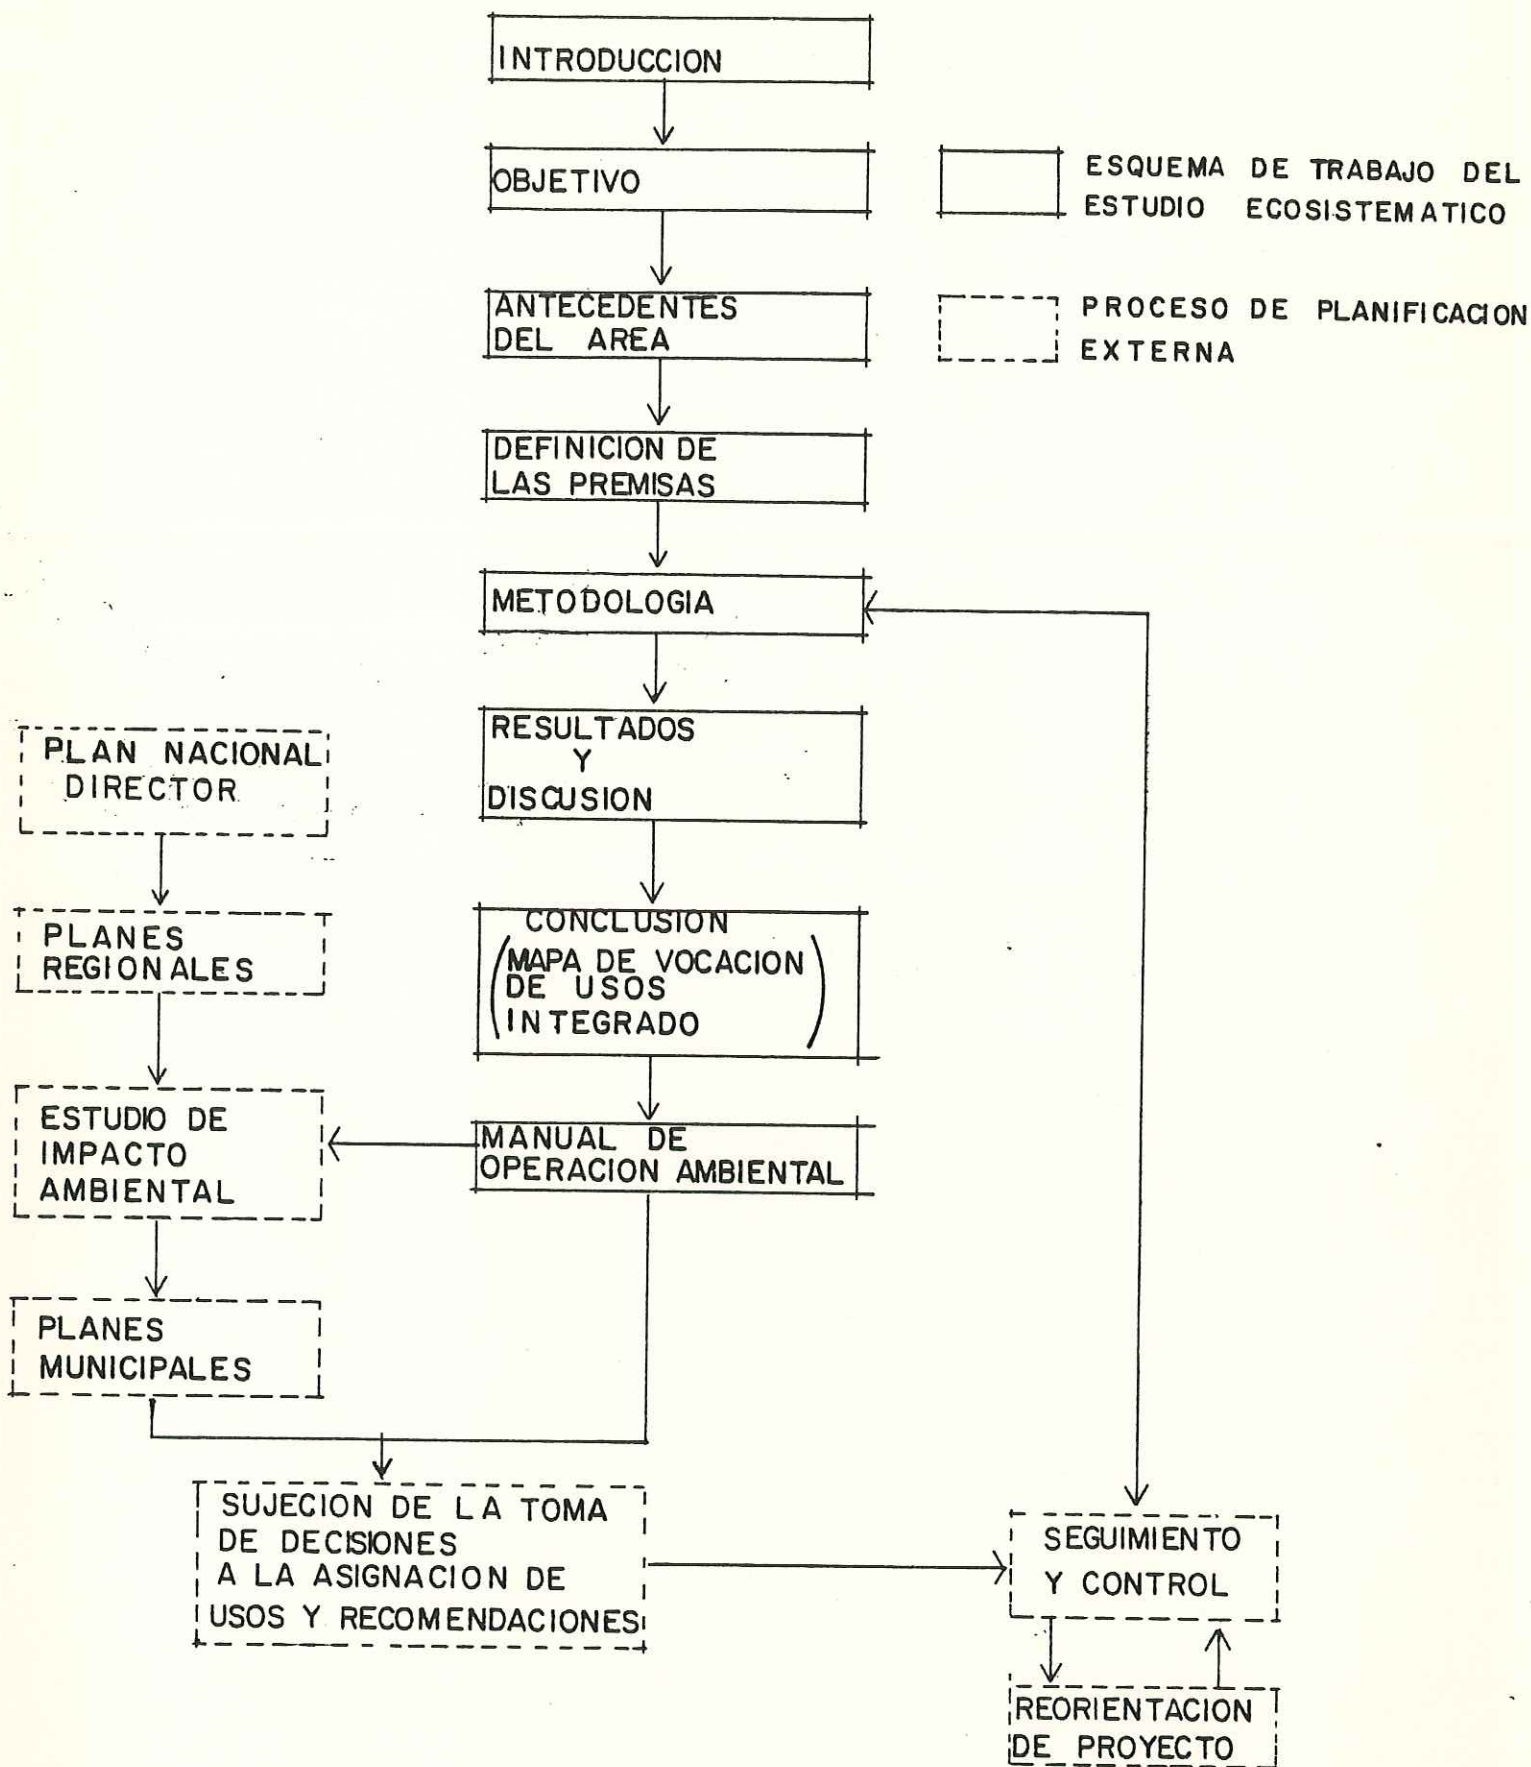 INTRODUCCION
OBJETIVO
ESQUEMA DE TRABAJO DEL
ESTUDIO ECOSISTEMATICO
ANTECEDENTES
DEL AREA
PROCESO DE PLANIFICACION
EXTERNA
DEFINICION DE
LAS PREMISAS
METODOLOGIA
RESULTADOS
Y
DISCUSION
PLAN NACIONAL
DIRECTOR
PLANES
REGIONALES
CONCLUSION
(MAPA DE VOCACION
DE USOS
INTEGRADO)
ESTUDIO DE
IMPACTO
AMBIENTAL
MANUAL DE
OPERACION AMBIENTAL
PLANES
MUNICIPALES
SUJECION DE LA TOMA
DE DECISIONES
A LA ASIGNACION DE
USOS Y RECOMENDACIONES
SEGUIMIENTO
Y CONTROL
REORIENTACION
DE PROYECTO